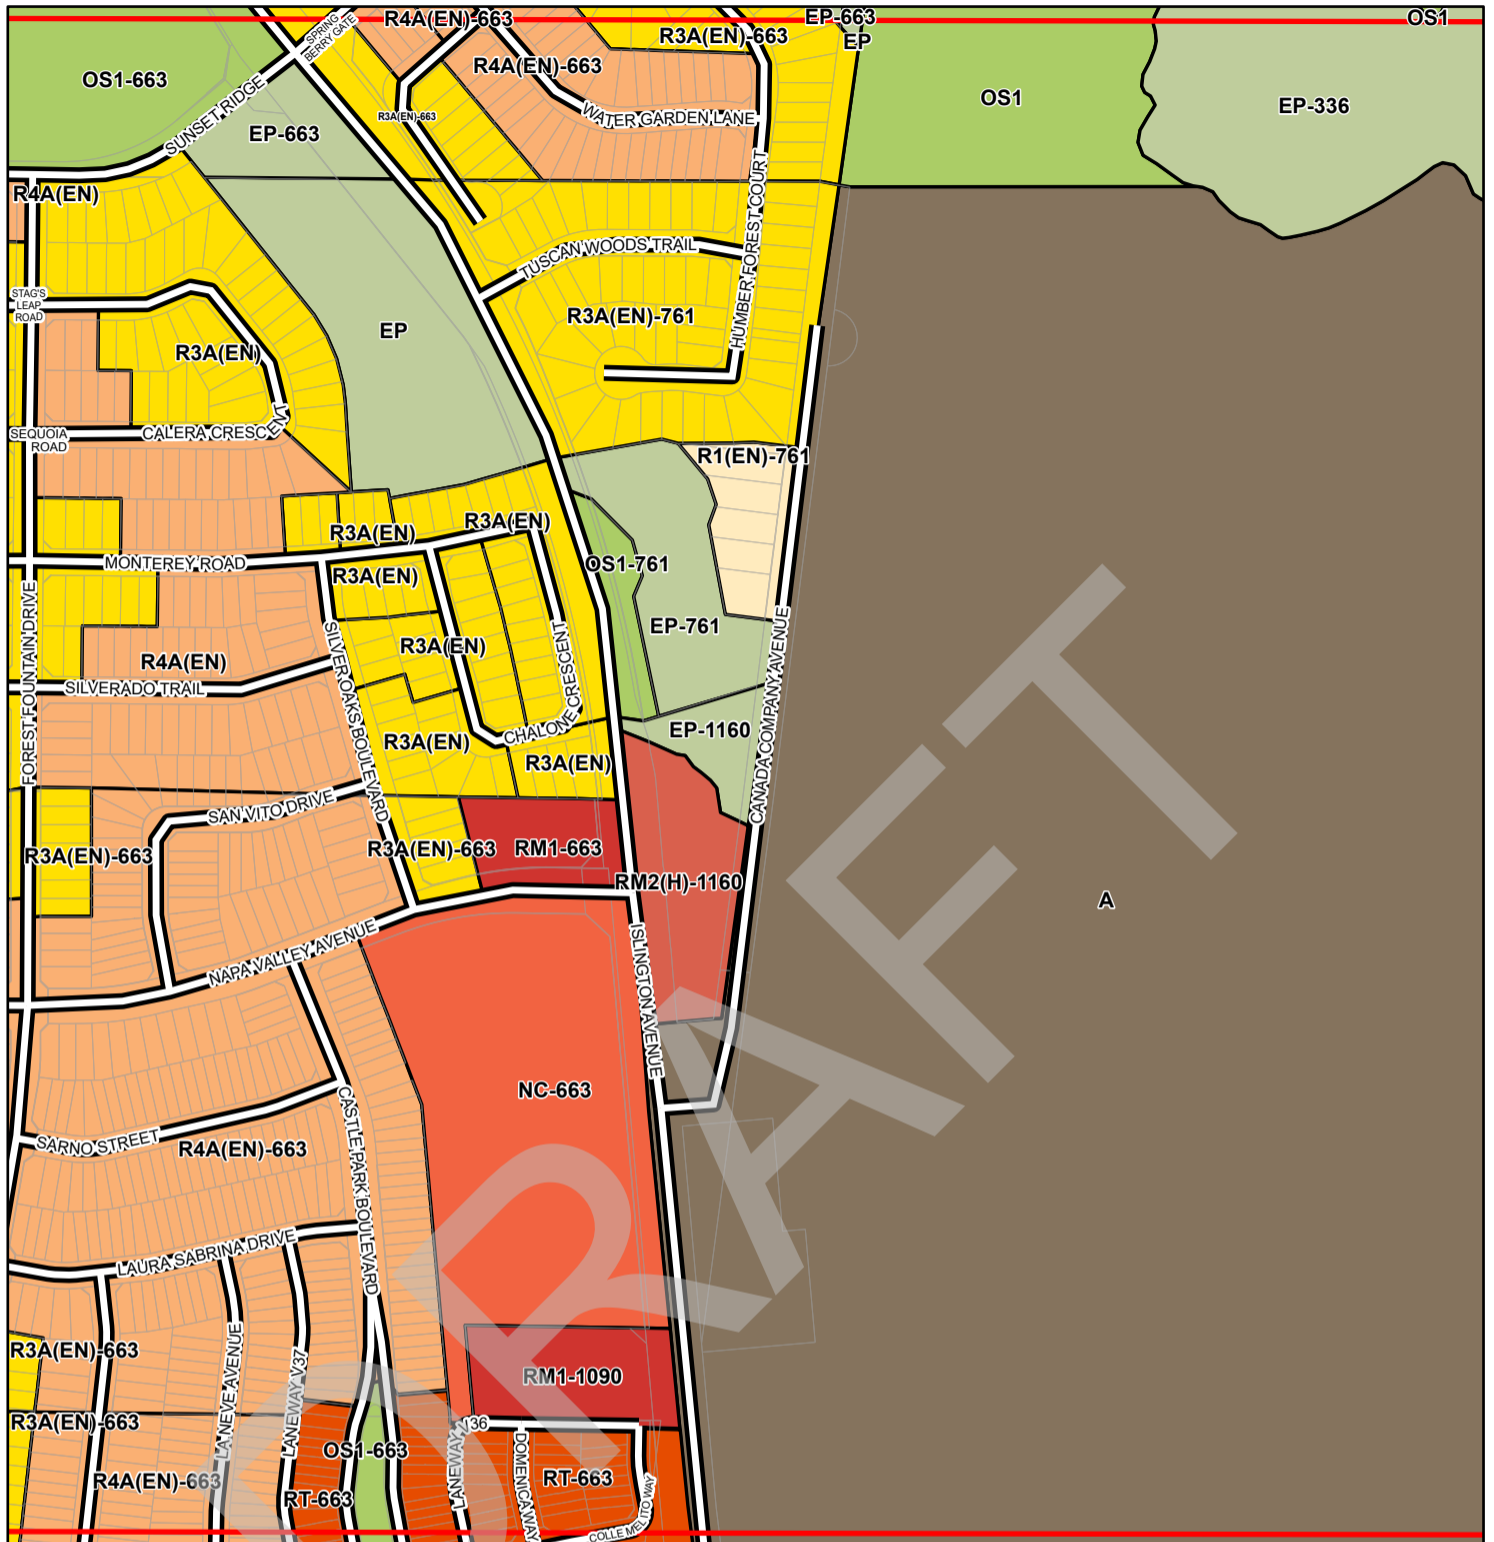 R4A(EN)-663
EP-663
OS1
SPRING
BERRY GATE
R3A(EN)-663
EP
OS1-663
R4A(EN)-663
OS1
EP-336
SUNSET RIDGE
R3A(EN)-663
WATER GARDEN LANE
EP-663
R4A(EN)
HUMBER FOREST COURT
TUSCAN WOODS TRAIL
STAG'S
LEAP
ROAD
R3A(EN)-761
EP
R3A(EN)
SEQUOIA
ROAD
CALERA CRESCENT
R1(EN)-761
R3A(EN)
R3A(EN)
MONTEREY ROAD
OS1-761
R3A(EN)
FOREST FOUNTAIN DRIVE
SILVER OAKS BOULEVARD
R3A(EN)
CHALONE CRESCENT
EP-761
CANADA COMPANY AVENUE
R4A(EN)
SILVERADO TRAIL
R3A(EN)
EP-1160
R3A(EN)
SAN VITO DRIVE
R3A(EN)-663
R3A(EN)-663
RM1-663
RM2(H)-1160
A
NAPA VALLEY AVENUE
ISLINGTON AVENUE
NC-663
CASTLE PARK BOULEVARD
SARNO STREET
R4A(EN)-663
LAURA SABRINA DRIVE
R3A(EN)-663
LA NEVE AVENUE
LANEWAY V37
RM1-1090
R3A(EN)-663
LANEWAY V36
OS1-663
R4A(EN)-663
RT-663
DOMENICA WAY
RT-663
COLLE MELITO WAY
DRAFT